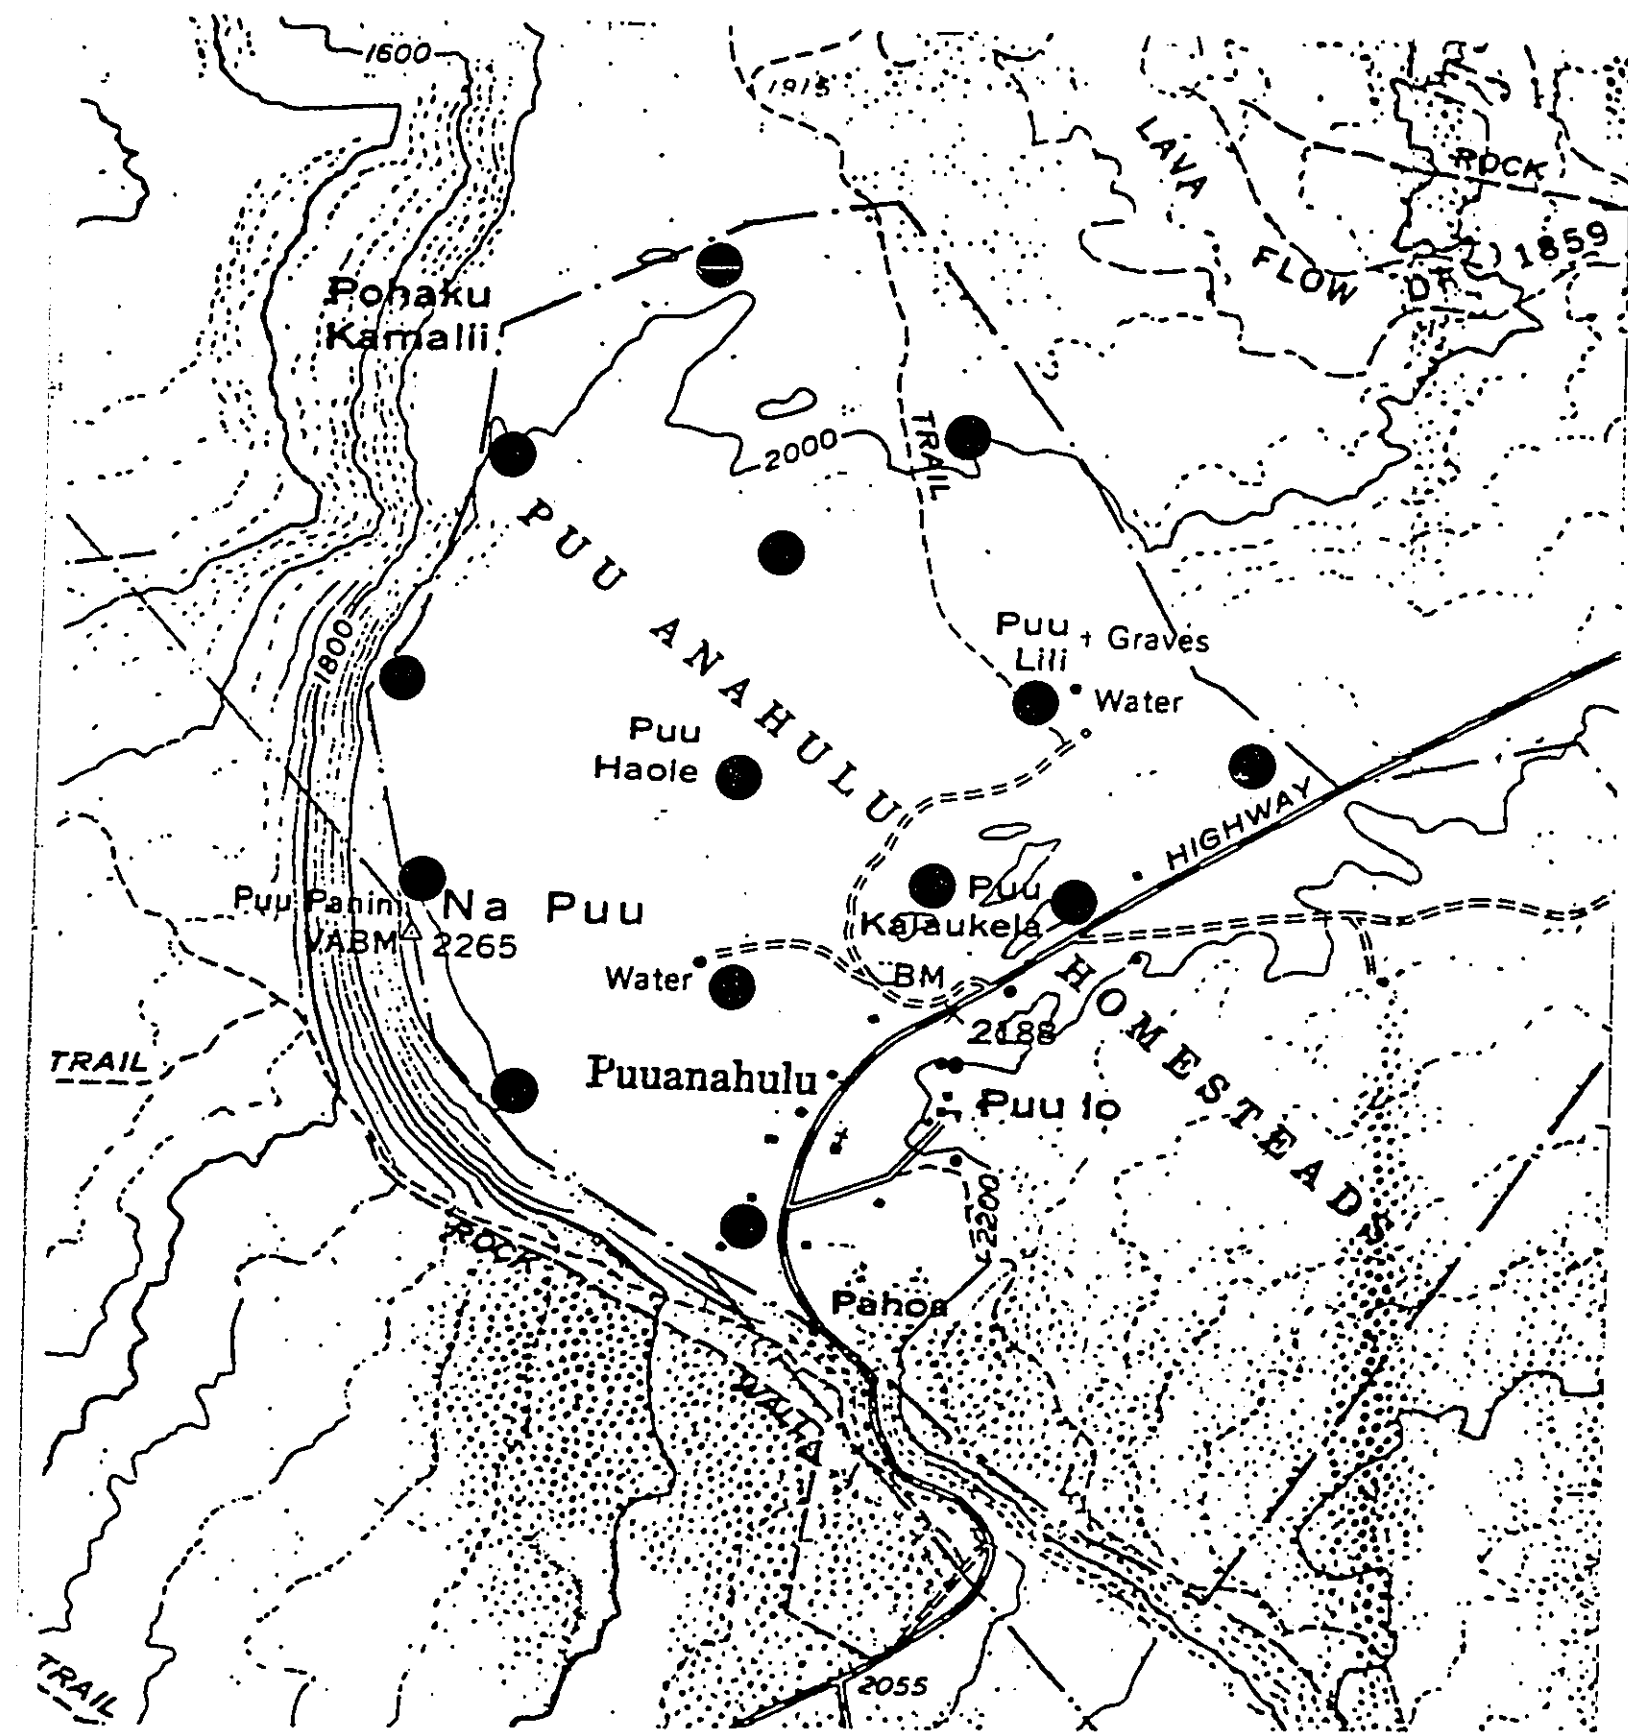 1600
1915
LAVA
ROCK
FLOW OF 1859
Pohaku
Kamalii
TRAIL
2000
PUU ANAHULU
1800
Puu
Lili
Graves
Water
Puu
Haole
HIGHWAY
Puu
Kalaukela
Puu Panini
VABM 2265
Na Puu
Water
BM
2188
HOMESTEADS
TRAIL
Puuanahulu
Puu Io
2200
ROCK
WALL
Pahoa
TRAIL
2055